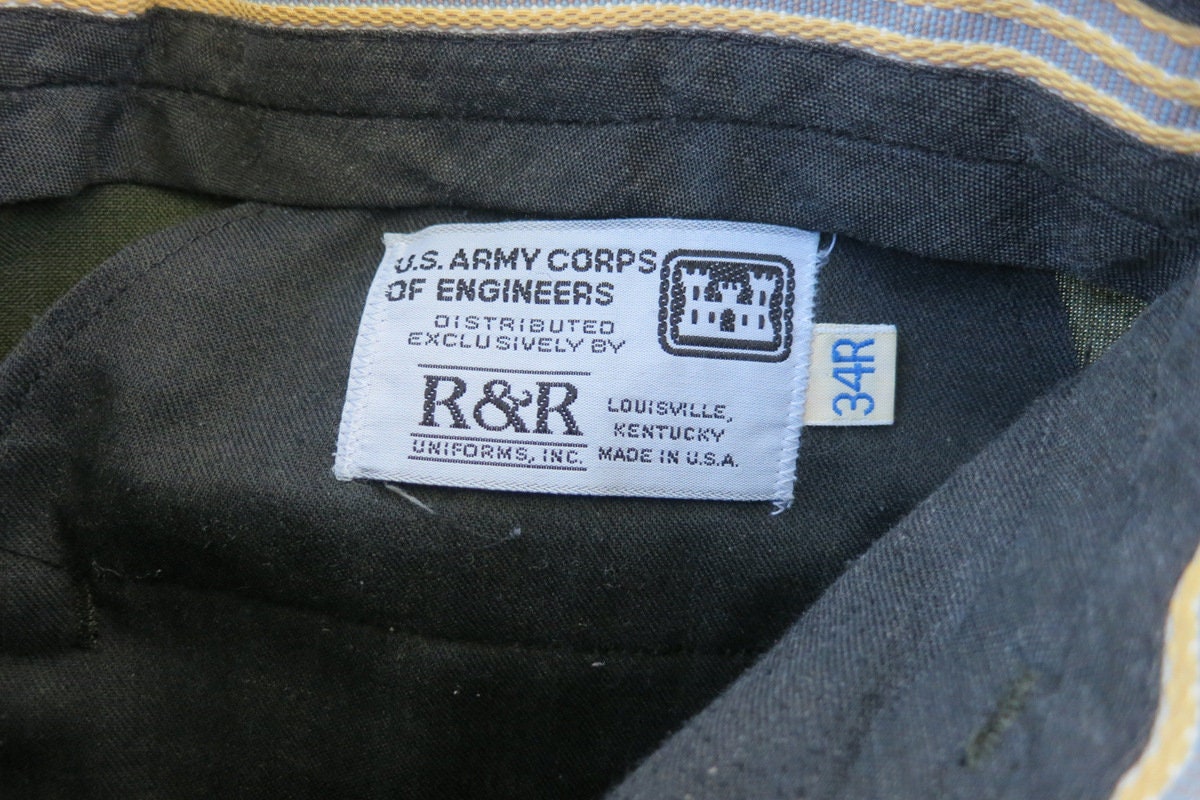 U.S. ARMY CORPS
OF ENGINEERS
DISTRIBUTED
EXCLUSIVELY BY
R&R
UNIFORMS, INC.
LOUISVILLE,
KENTUCKY
MADE IN U.S.A.
34R